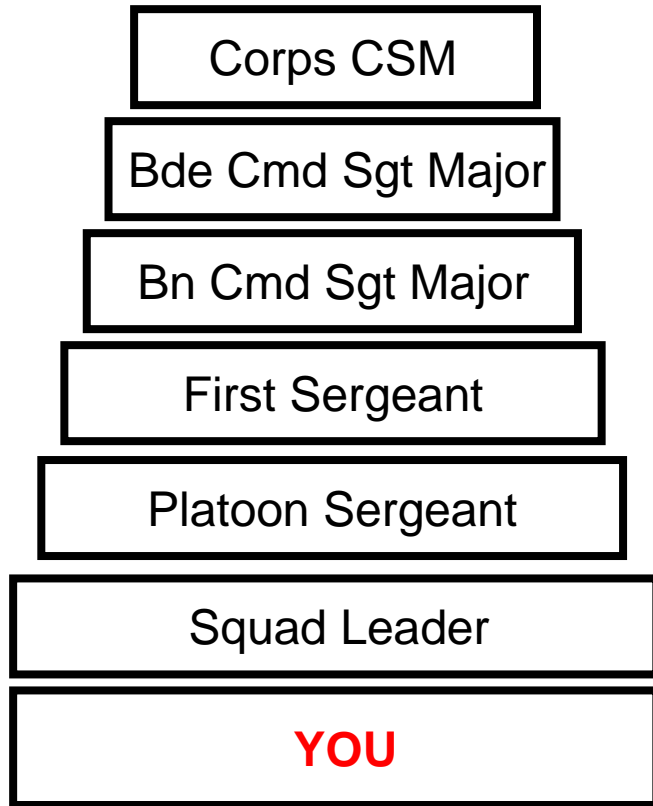 Corps CSM
Bde Cmd Sgt Major
Bn Cmd Sgt Major
First Sergeant
Platoon Sergeant
Squad Leader
YOU